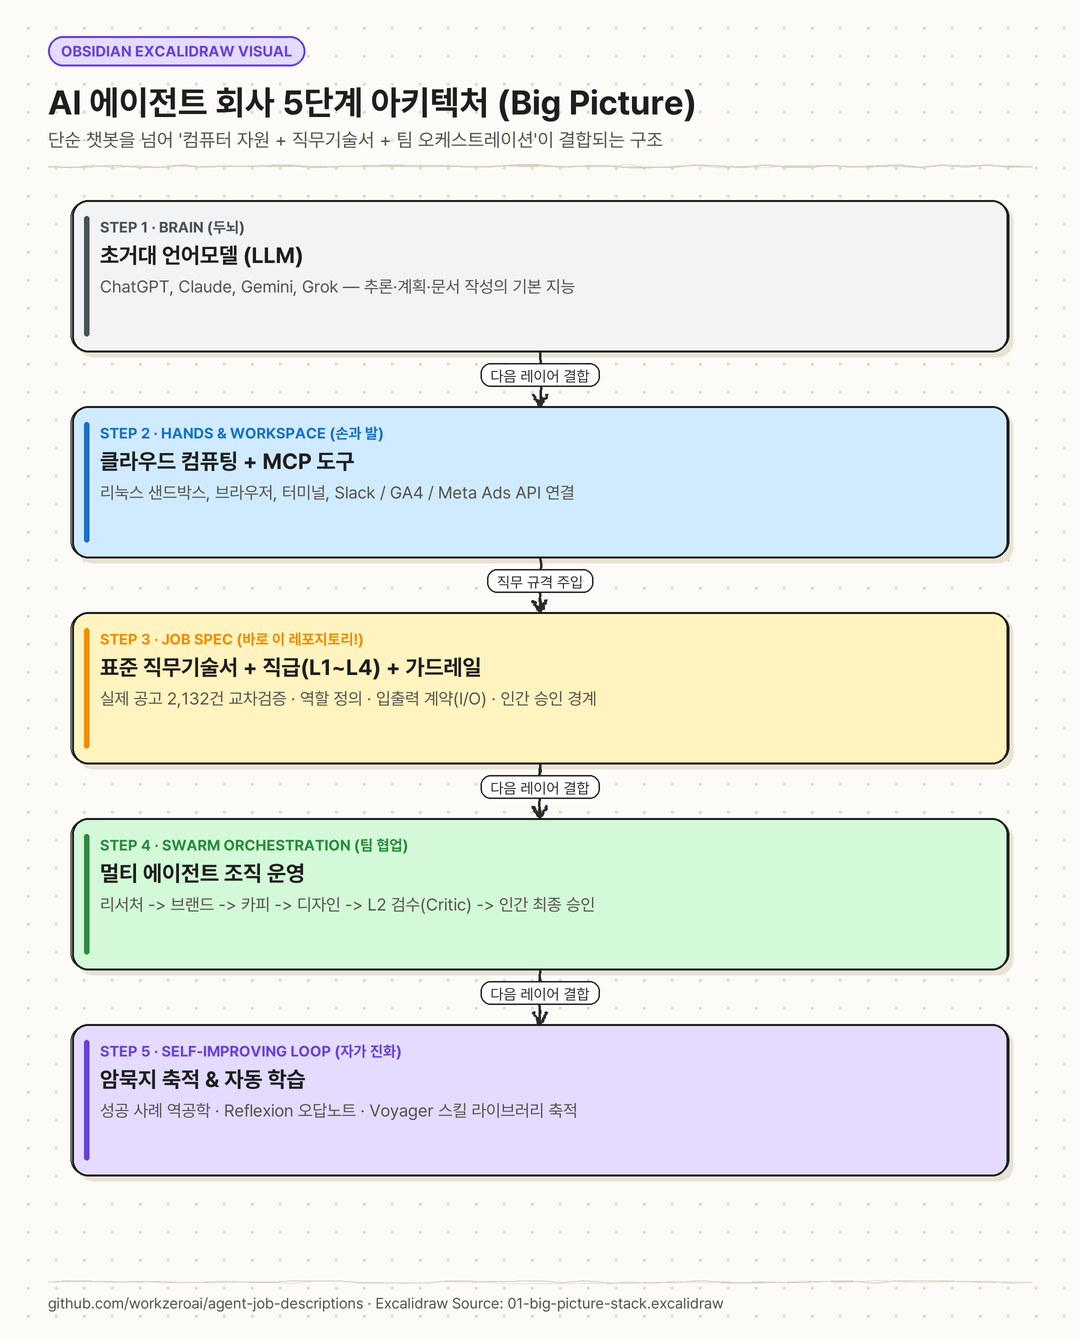 OBSIDIAN EXCALIDRAW VISUAL
AI 에이전트 회사 5단계 아키텍처 (Big Picture)
단순 챗봇을 넘어 '컴퓨터 자원 + 직무기술서 + 팀 오케스트레이션'이 결합되는 구조
STEP 1 · BRAIN (두뇌)
초거대 언어모델 (LLM)
ChatGPT, Claude, Gemini, Grok — 추론·계획·문서 작성의 기본 지능
다음 레이어 결합
STEP 2 · HANDS & WORKSPACE (손과 발)
클라우드 컴퓨팅 + MCP 도구
리눅스 샌드박스, 브라우저, 터미널, Slack / GA4 / Meta Ads API 연결
직무 규격 주입
STEP 3 · JOB SPEC (바로 이 레포지토리!)
표준 직무기술서 + 직급(L1~L4) + 가드레일
실제 공고 2,132건 교차검증 · 역할 정의 · 입출력 계약(I/O) · 인간 승인 경계
다음 레이어 결합
STEP 4 · SWARM ORCHESTRATION (팀 협업)
멀티 에이전트 조직 운영
리서처 -> 브랜드 -> 카피 -> 디자인 -> L2 검수(Critic) -> 인간 최종 승인
다음 레이어 결합
STEP 5 · SELF-IMPROVING LOOP (자가 진화)
암묵지 축적 & 자동 학습
성공 사례 역공학 · Reflexion 오답노트 · Voyager 스킬 라이브러리 축적
github.com/workzeroai/agent-job-descriptions · Excalidraw Source: 01-big-picture-stack.excalidraw